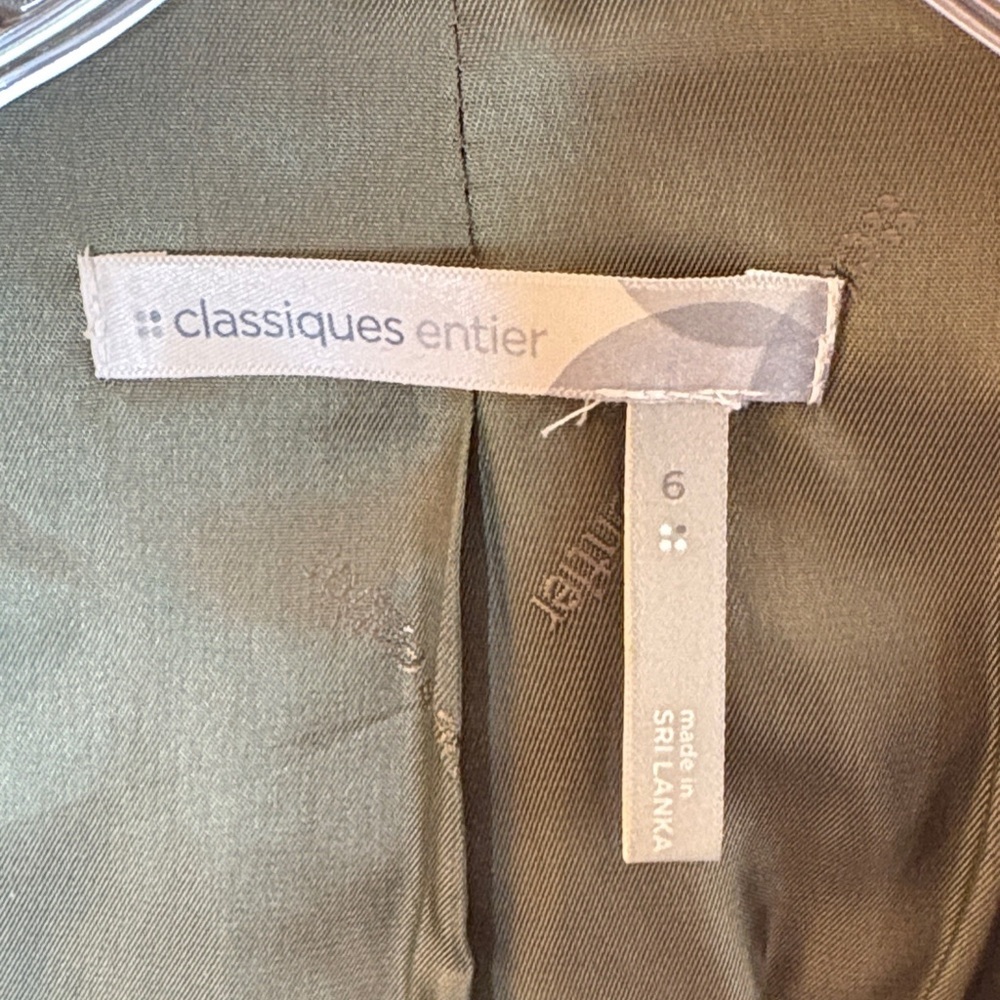 classiques entier
6
made in
SRI LANKA